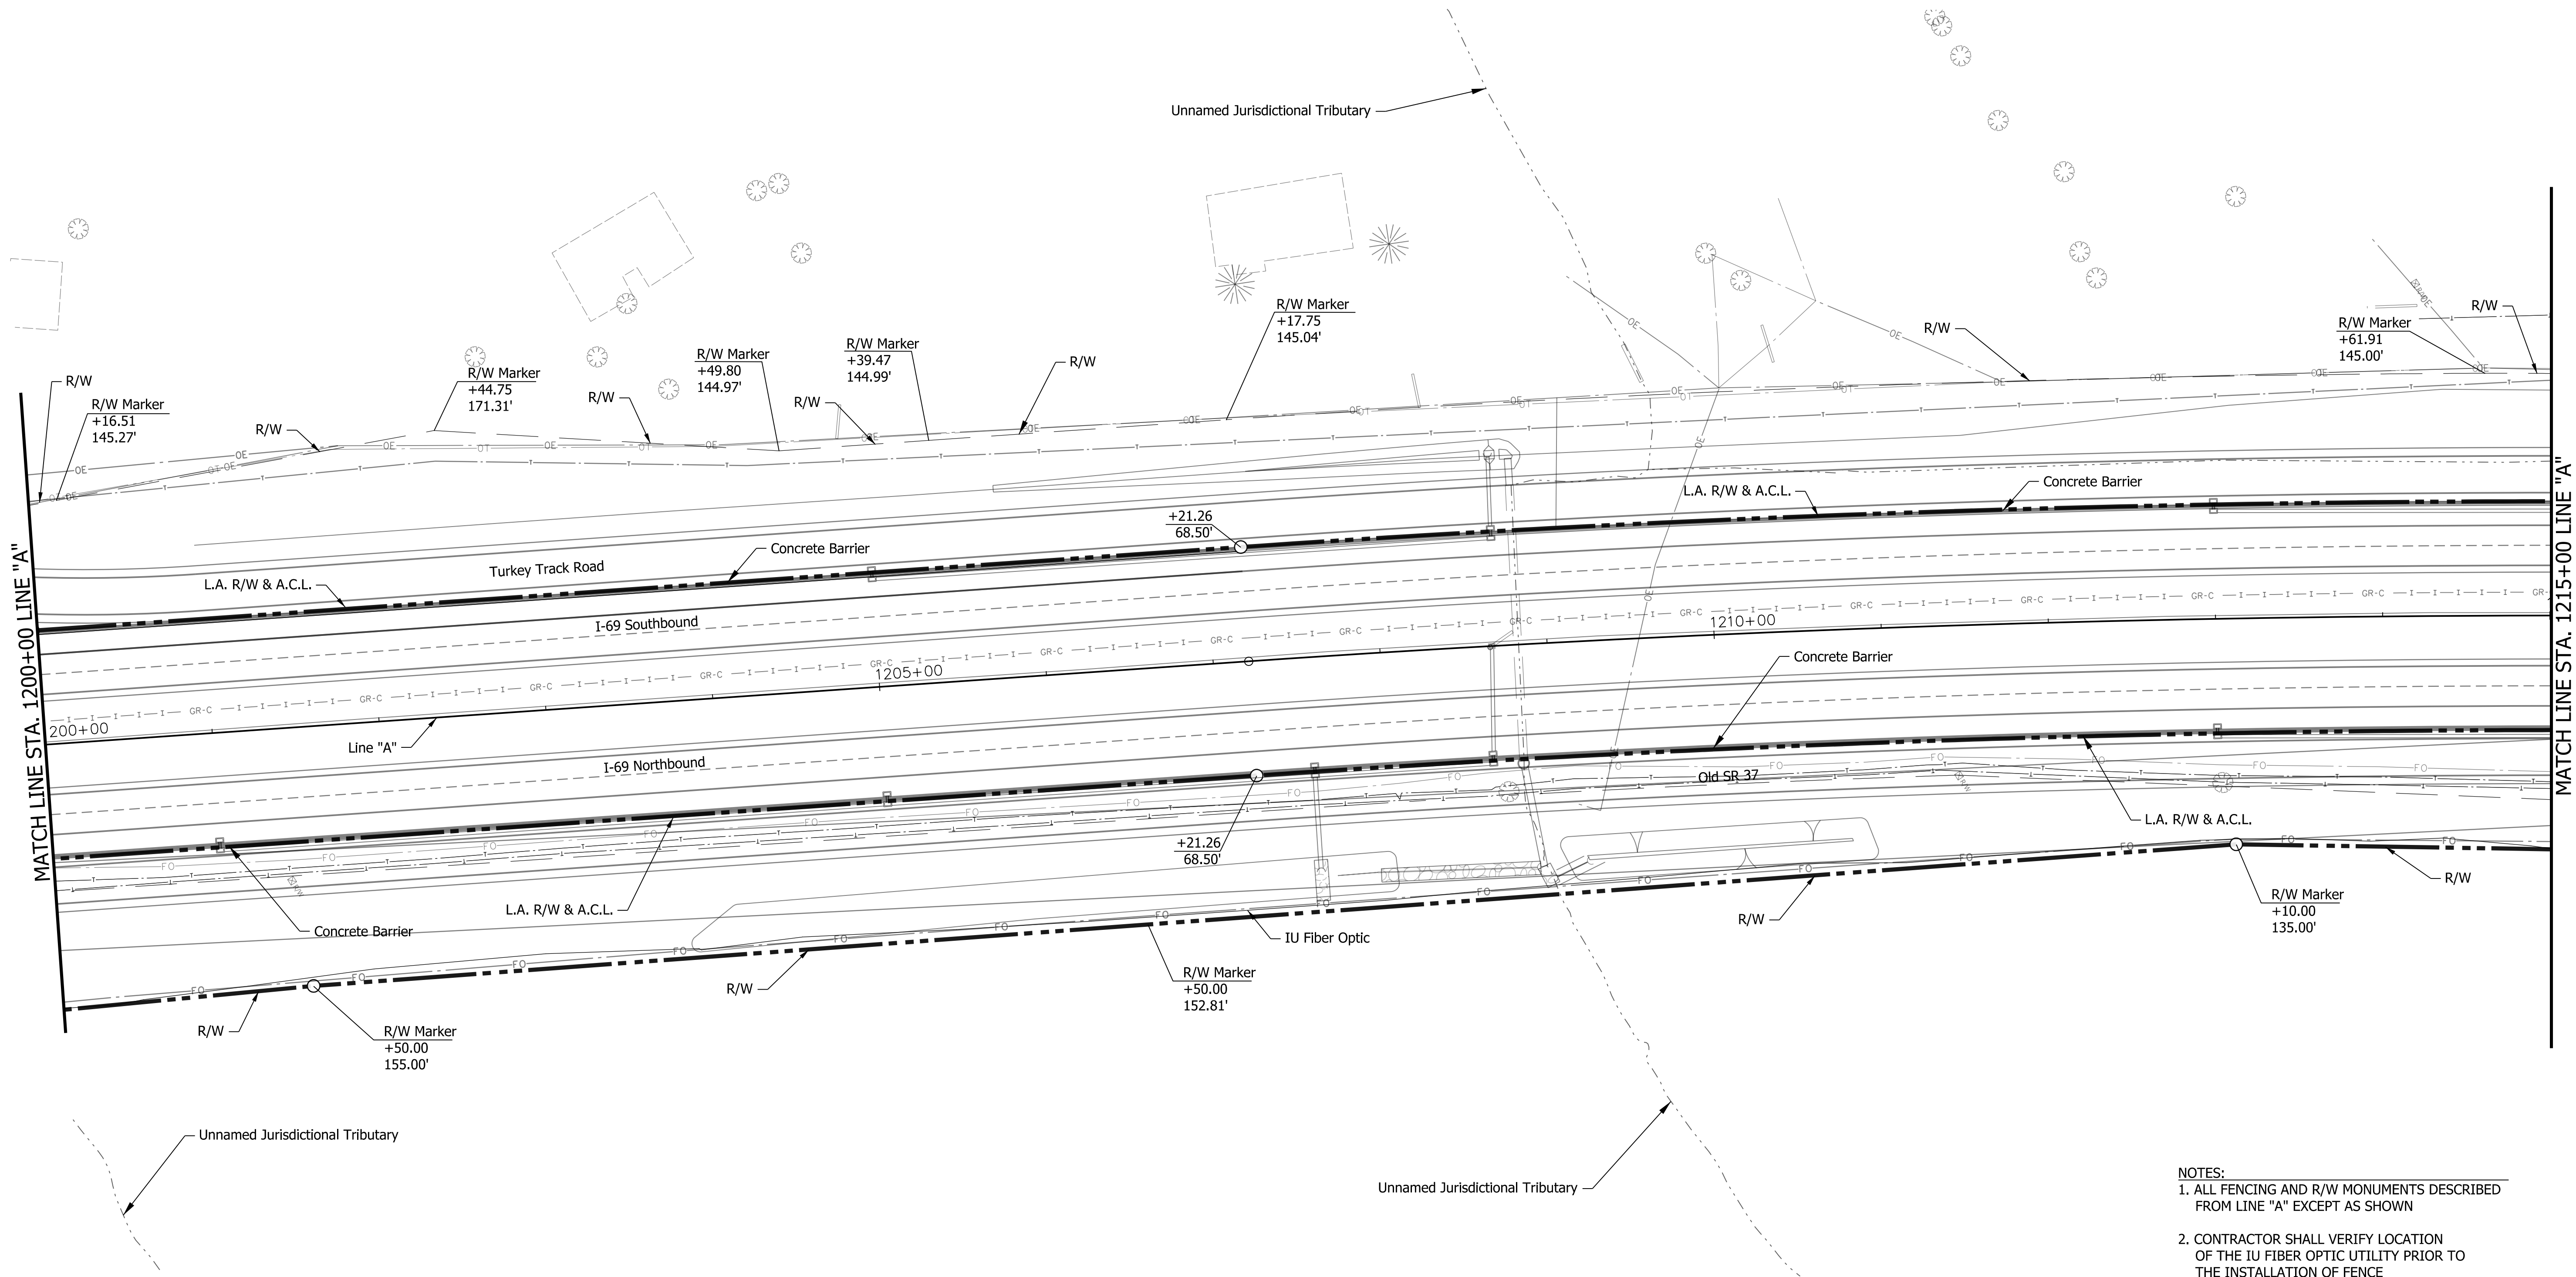 Unnamed Jurisdictional Tributary
R/W Marker
+17.75
145.04'
R/W
R/W
R/W Marker
+61.91
145.00'
R/W Marker
+39.47
144.99'
R/W Marker
+49.80
144.97'
R/W
R/W
R/W Marker
+44.75
171.31'
R/W
R/W
R/W Marker
+16.51
145.27'
R/W
R/W
L.A. R/W & A.C.L.
Concrete Barrier
+21.26
68.50'
Concrete Barrier
Turkey Track Road
L.A. R/W & A.C.L.
I-69 Southbound
1210+00
1205+00
200+00
Line "A"
Concrete Barrier
I-69 Northbound
Old SR 37
L.A. R/W & A.C.L.
+21.26
68.50'
L.A. R/W & A.C.L.
Concrete Barrier
IU Fiber Optic
R/W
R/W
R/W Marker
+10.00
135.00'
R/W
R/W Marker
+50.00
152.81'
R/W
R/W Marker
+50.00
155.00'
Unnamed Jurisdictional Tributary
Unnamed Jurisdictional Tributary
MATCH LINE STA. 1200+00 LINE "A"
MATCH LINE STA. 1215+00 LINE "A"
NOTES:
1. ALL FENCING AND R/W MONUMENTS DESCRIBED
FROM LINE "A" EXCEPT AS SHOWN
2. CONTRACTOR SHALL VERIFY LOCATION
OF THE IU FIBER OPTIC UTILITY PRIOR TO
THE INSTALLATION OF FENCE